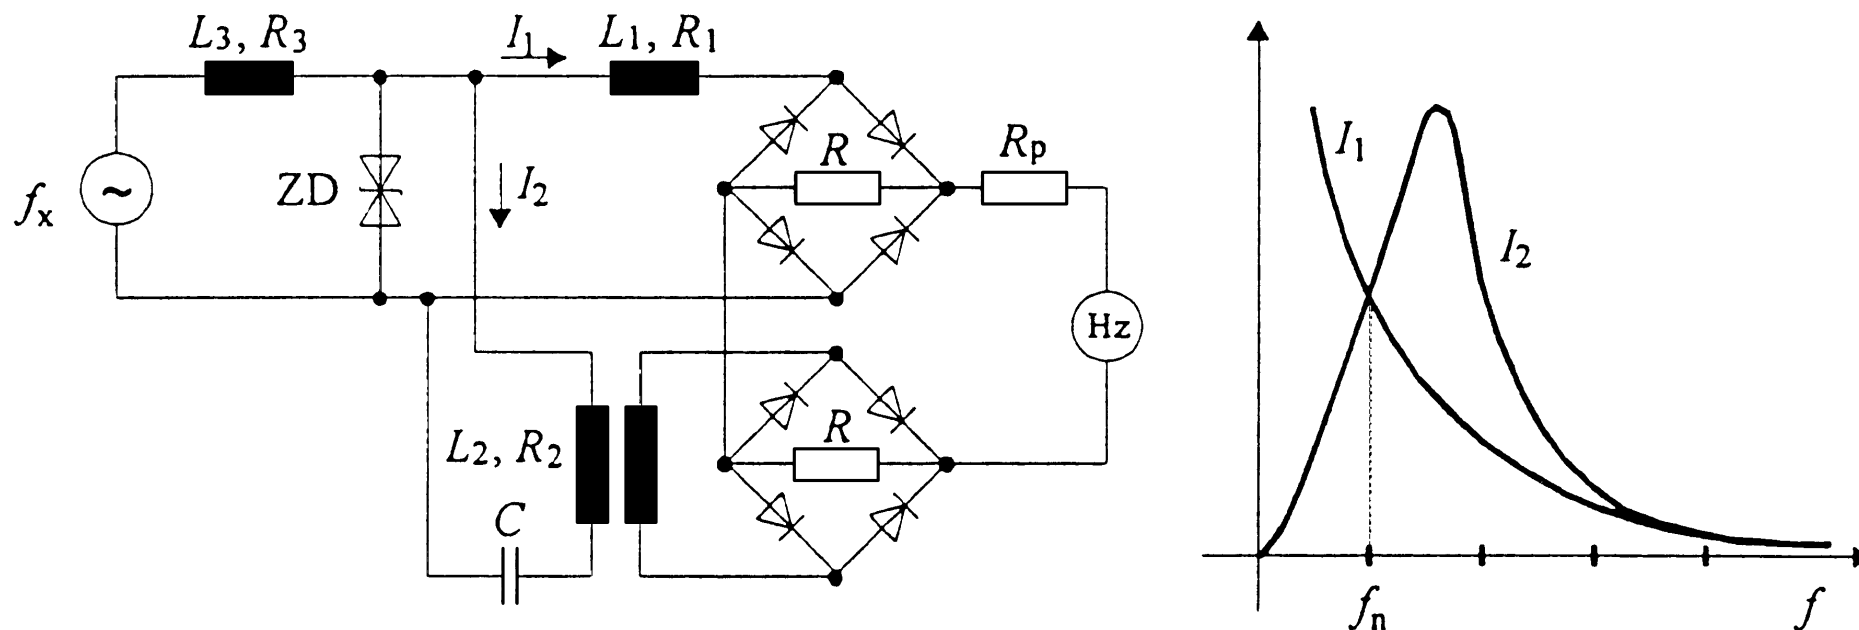 L3, R3
I1
L1, R1
R
Rp
ZD
I2
~
fx
Hz
L2, R2
R
C
I1
I2
fn
f